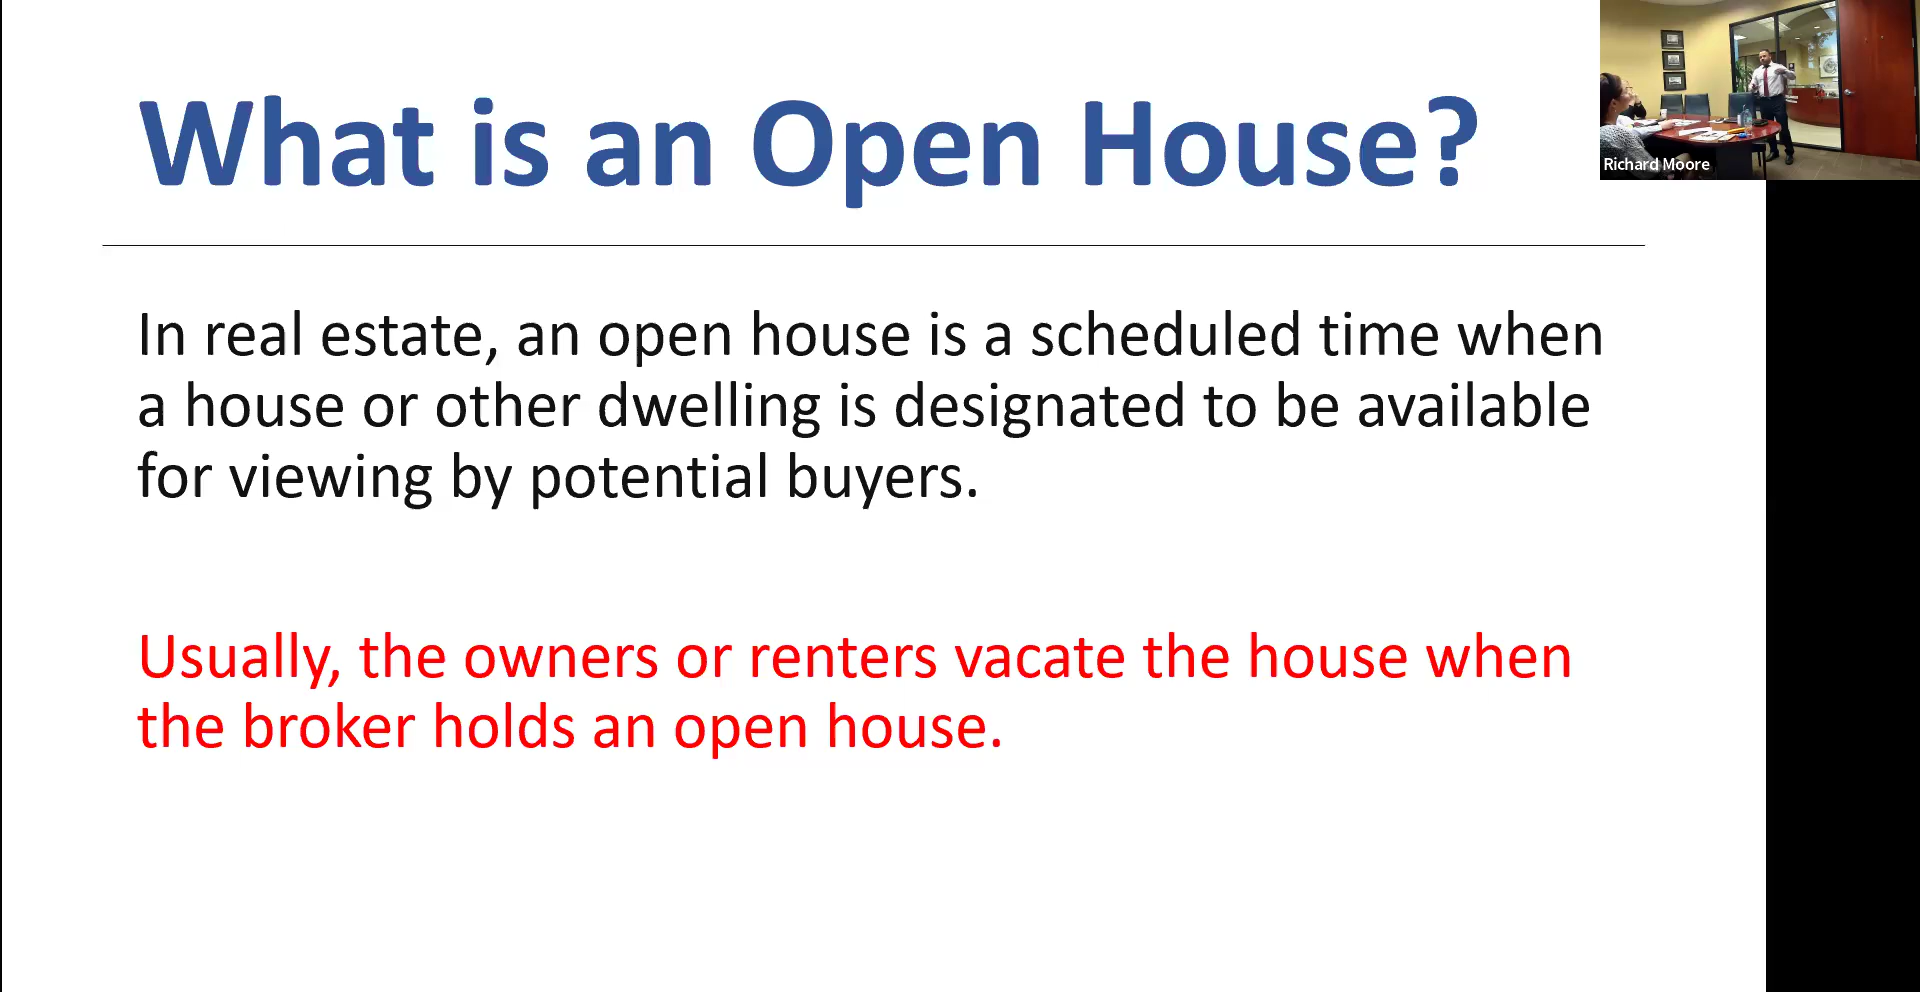 What is an Open House?
Richard Moore
In real estate, an open house is a scheduled time when
a house or other dwelling is designated to be available
for viewing by potential buyers.
Usually, the owners or renters vacate the house when
the broker holds an open house.